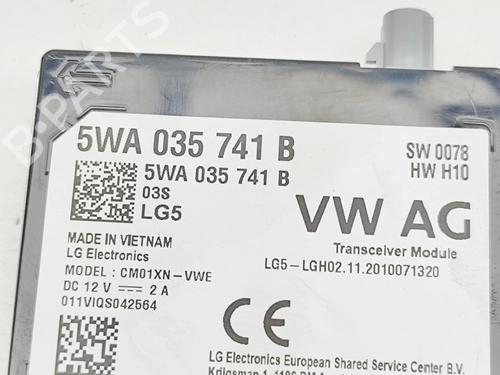 B-PARTS
5WA 035 741 B
SW 0078
HW H10
5WA 035 741 B
03S
LG5
VW AG
Transceiver Module
MADE IN VIETNAM
LG Electronics
LG5-LGH02.11.2010071320
MODEL : CM01XN-VWE
DC 12 V ⎓ 2 A
011VIQS042564
CE
LG Electronics European Shared Service Center B.V